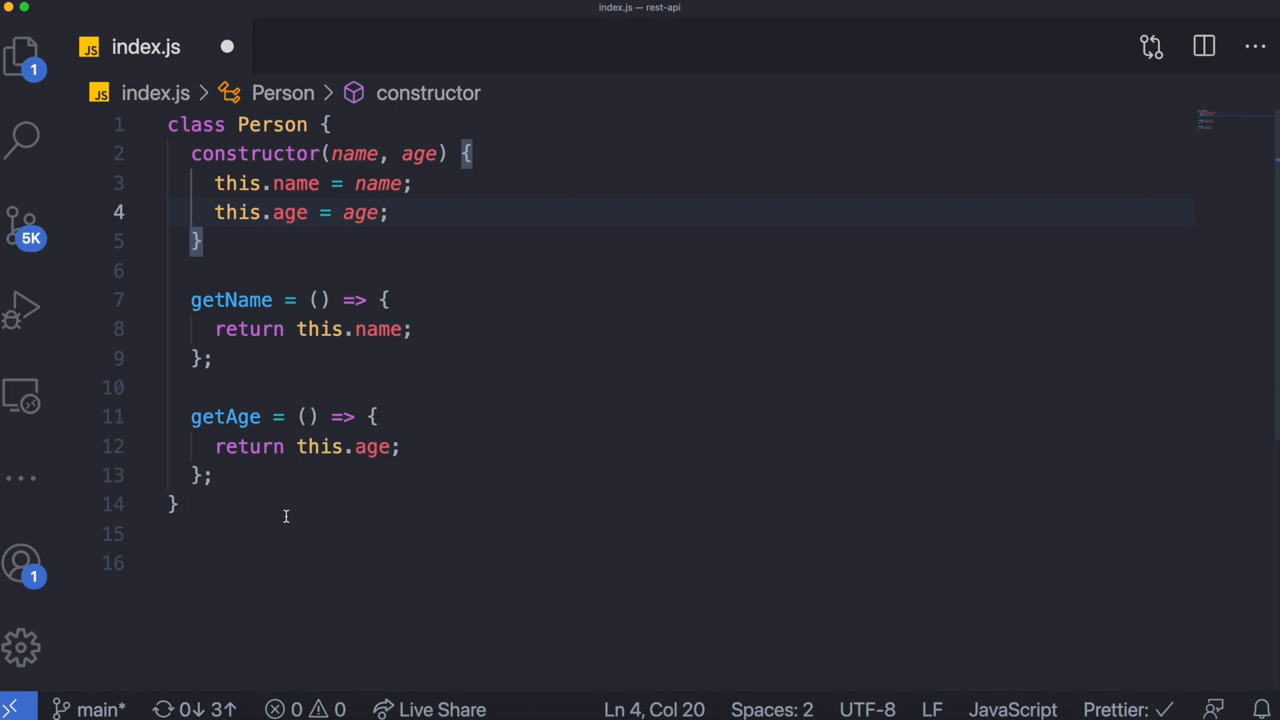 index.js — rest-api
JS index.js
JS index.js > Person > constructor
1 class Person {
2 constructor(name, age) {
3 this.name = name;
4 this.age = age;
5 }
6
7 getName = () => {
8 return this.name;
9 };
10
11 getAge = () => {
12 return this.age;
13 };
14 }
15
16
1
5K
1
main* 0↓ 3↑ 0 0 Live Share Ln 4, Col 20 Spaces: 2 UTF-8 LF JavaScript Prettier: ✓